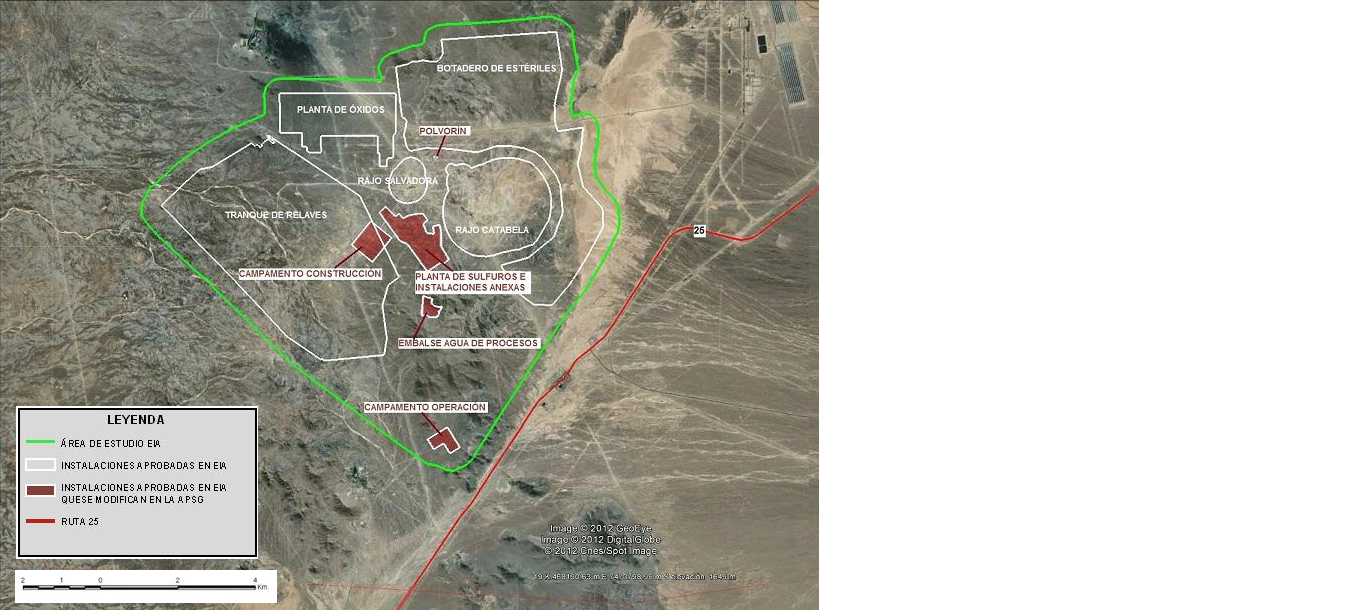 BOTADERO DE ESTÉRILES
PLANTA DE ÓXIDOS
POLVORÍN
RAJO SALVADORA
TRANQUE DE RELAVES
RAJO CATABELA
25
CAMPAMENTO CONSTRUCCIÓN
PLANTA DE SULFUROS E
INSTALACIONES ANEXAS
EMBALSE AGUA DE PROCESOS
CAMPAMENTO OPERACIÓN
LEYENDA
ÁREA DE ESTUDIO EIA
INSTALACIONES APROBADAS EN EIA
INSTALACIONES APROBADAS EN EIA
QUE SE MODIFICAN EN LA APSG
RUTA 25
2 1 0 2 4
Km.
Image © 2012 GeoEye
Image © 2012 DigitalGlobe
© 2012 Cnes/Spot Image